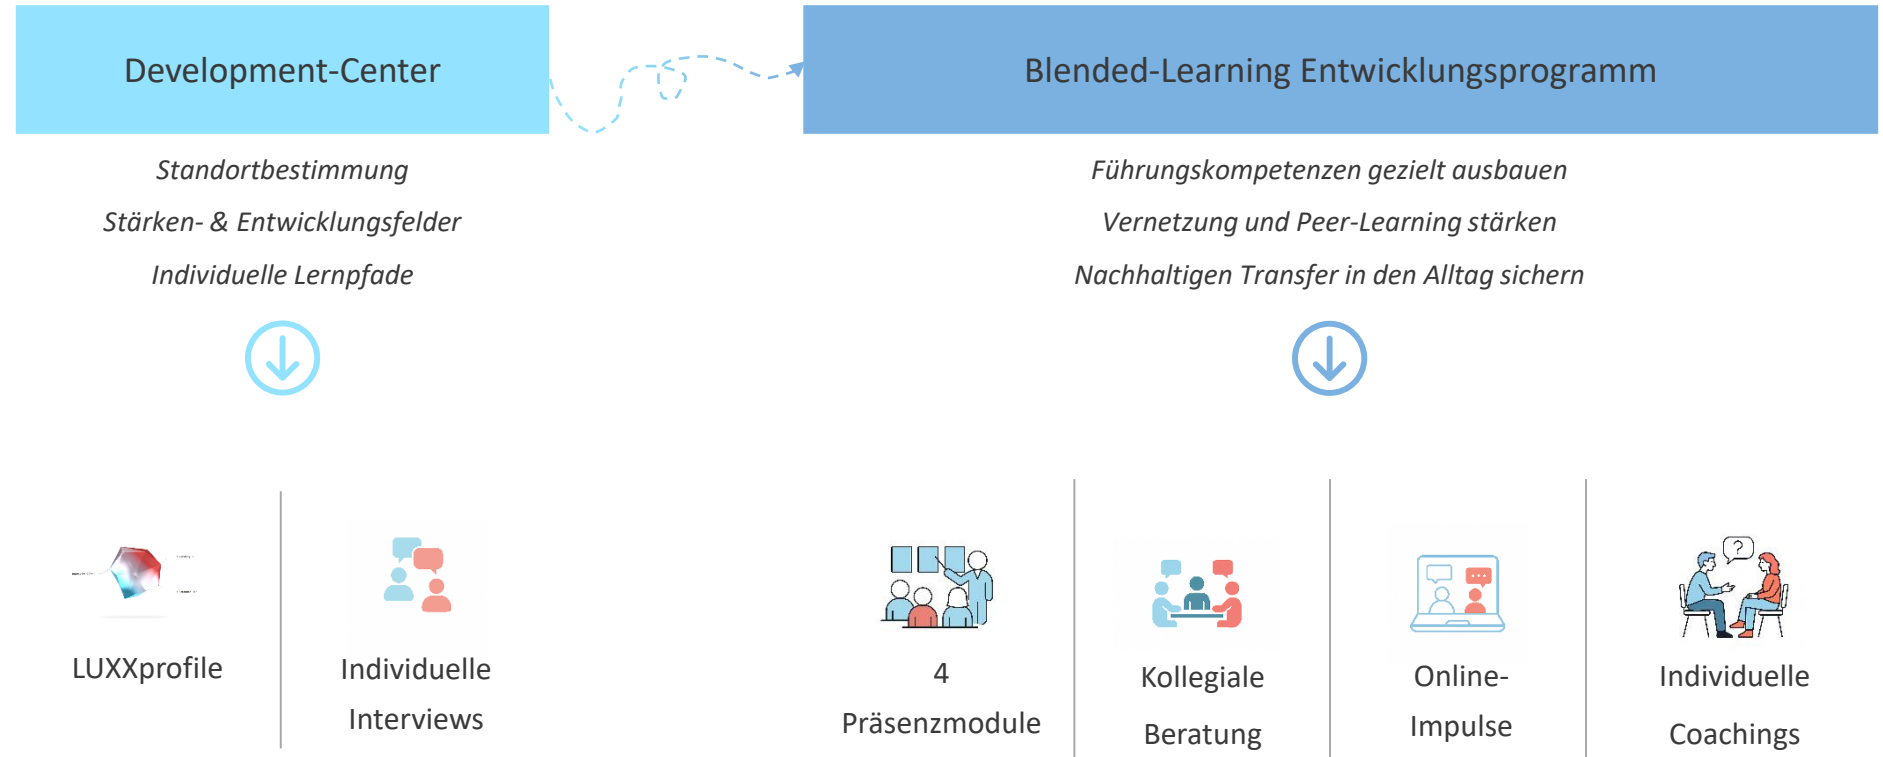 Development-Center
Blended-Learning Entwicklungsprogramm
Standortbestimmung
Stärken- & Entwicklungsfelder
Individuelle Lernpfade
Führungskompetenzen gezielt ausbauen
Vernetzung und Peer-Learning stärken
Nachhaltigen Transfer in den Alltag sichern
LUXXprofile
Individuelle
Interviews
4
Präsenzmodule
Kollegiale
Beratung
Online-
Impulse
?
Individuelle
Coachings